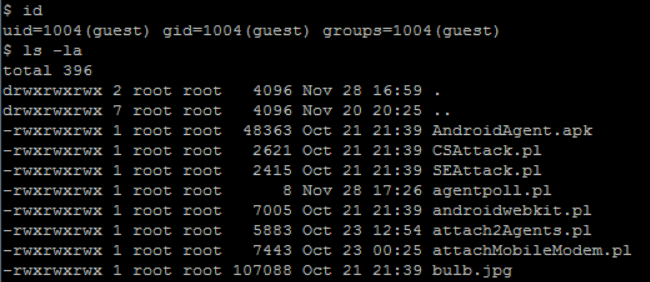 $ id
uid=1004(guest) gid=1004(guest) groups=1004(guest)
$ ls -la
total 396
drwxrwxrwx 2 root root   4096 Nov 28 16:59 .
drwxrwxrwx 7 root root   4096 Nov 20 20:25 ..
-rwxrwxrwx 1 root root  48363 Oct 21 21:39 AndroidAgent.apk
-rwxrwxrwx 1 root root   2621 Oct 21 21:39 CSAttack.pl
-rwxrwxrwx 1 root root   2415 Oct 21 21:39 SEAttack.pl
-rwxrwxrwx 1 root root      8 Nov 28 17:26 agentpoll.pl
-rwxrwxrwx 1 root root   7005 Oct 21 21:39 androidwebkit.pl
-rwxrwxrwx 1 root root   5883 Oct 23 12:54 attach2Agents.pl
-rwxrwxrwx 1 root root   7443 Oct 23 00:25 attachMobileModem.pl
-rwxrwxrwx 1 root root 107088 Oct 21 21:39 bulb.jpg